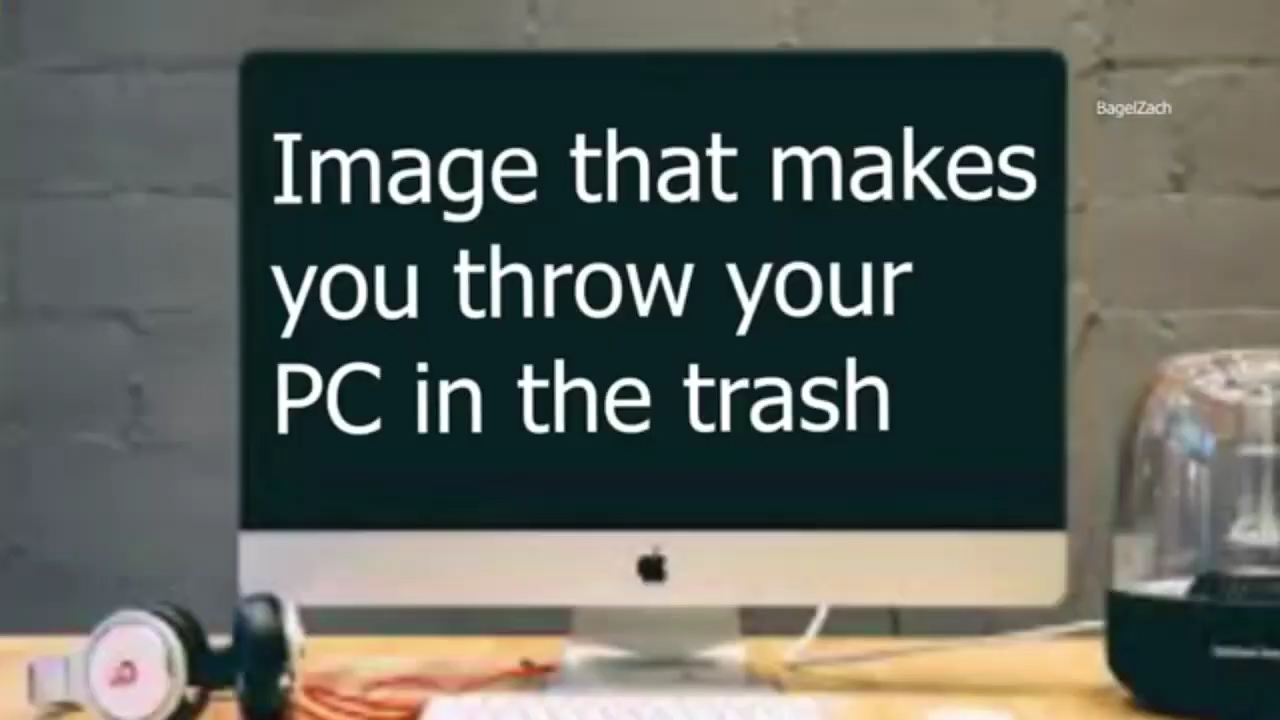 BagelZach
Image that makes
you throw your
PC in the trash